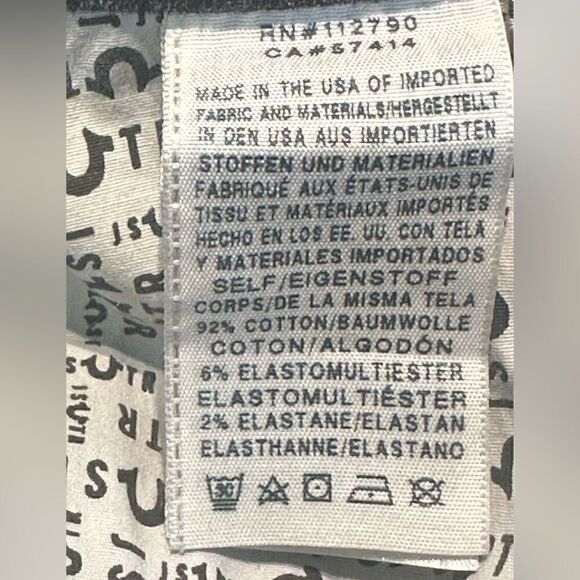 RN#112790
CA#57414
MADE IN THE USA OF IMPORTED
FABRIC AND MATERIALS/HERGESTELLT
IN DEN USA AUS IMPORTIERTEN
STOFFEN UND MATERIALIEN
FABRIQUÉ AUX ÉTATS-UNIS DE
TISSU ET MATÉRIAUX IMPORTÉS
HECHO EN LOS EE. UU. CON TELA
Y MATERIALES IMPORTADOS
SELF/EIGENSTOFF
CORPS/DE LA MISMA TELA
92% COTTON/BAUMWOLLE
COTON/ALGODÓN
6% ELASTOMULTIESTER
ELASTOMULTIÉSTER
2% ELASTANE/ELASTAN
ELASTHANNE/ELASTANO
30